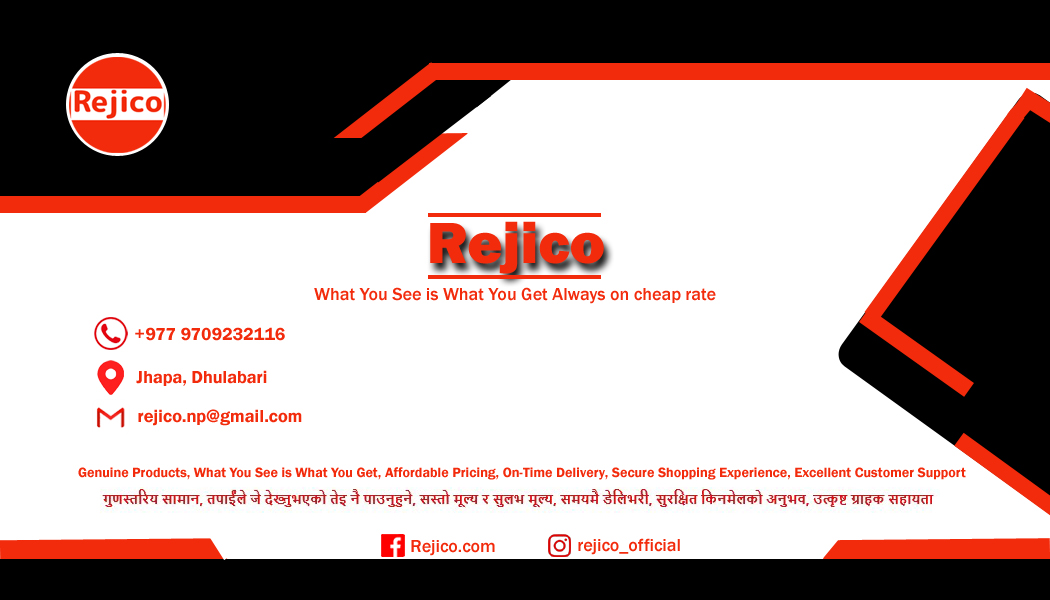 Rejico
Rejico
What You See is What You Get Always on cheap rate
+977 9709232116
Jhapa, Dhulabari
rejico.np@gmail.com
Genuine Products, What You See is What You Get, Affordable Pricing, On-Time Delivery, Secure Shopping Experience, Excellent Customer Support
गुणस्तरिय सामान, तपाईंले जे देख्नुभएको तेइ नै पाउनुहुने, सस्तो मूल्य र सुलभ मूल्य, समयमै डेलिभरी, सुरक्षित किनमेलको अनुभव, उत्कृष्ट ग्राहक सहायता
Rejico.com
rejico_official